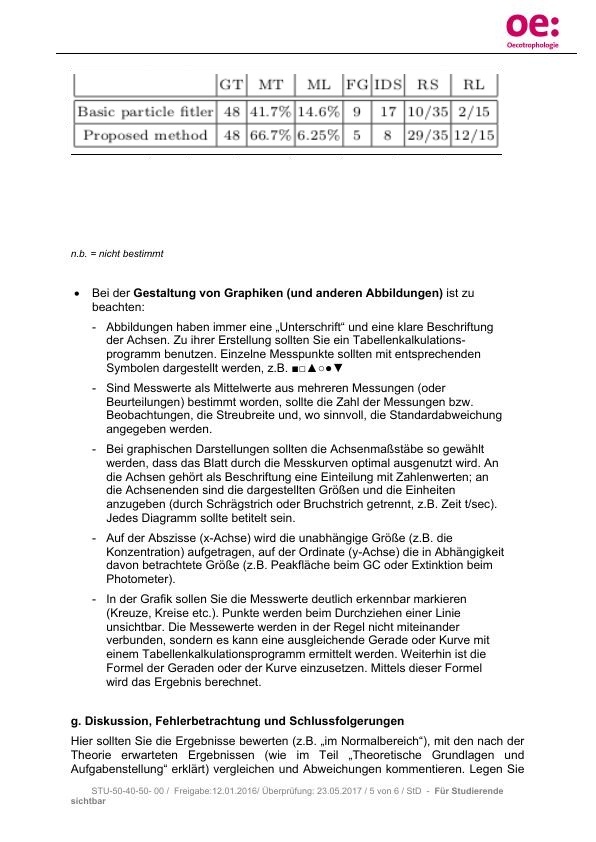 oe:
Oecotrophologie
GT MT ML FG IDS RS RL
Basic particle fitler 48 41.7% 14.6% 9 17 10/35 2/15
Proposed method 48 66.7% 6.25% 5 8 29/35 12/15
n.b. = nicht bestimmt
• Bei der Gestaltung von Graphiken (und anderen Abbildungen) ist zu
beachten:
- Abbildungen haben immer eine „Unterschrift“ und eine klare Beschriftung
der Achsen. Zu ihrer Erstellung sollten Sie ein Tabellenkalkulations-
programm benutzen. Einzelne Messpunkte sollten mit entsprechenden
Symbolen dargestellt werden, z.B. ■□▲○●▼
- Sind Messwerte als Mittelwerte aus mehreren Messungen (oder
Beurteilungen) bestimmt worden, sollte die Zahl der Messungen bzw.
Beobachtungen, die Streubreite und, wo sinnvoll, die Standardabweichung
angegeben werden.
- Bei graphischen Darstellungen sollten die Achsenmaßstäbe so gewählt
werden, dass das Blatt durch die Messkurven optimal ausgenutzt wird. An
die Achsen gehört als Beschriftung eine Einteilung mit Zahlenwerten; an
die Achsenenden sind die dargestellten Größen und die Einheiten
anzugeben (durch Schrägstrich oder Bruchstrich getrennt, z.B. Zeit t/sec).
Jedes Diagramm sollte betitelt sein.
- Auf der Abszisse (x-Achse) wird die unabhängige Größe (z.B. die
Konzentration) aufgetragen, auf der Ordinate (y-Achse) die in Abhängigkeit
davon betrachtete Größe (z.B. Peakfläche beim GC oder Extinktion beim
Photometer).
- In der Grafik sollen Sie die Messwerte deutlich erkennbar markieren
(Kreuze, Kreise etc.). Punkte werden beim Durchziehen einer Linie
unsichtbar. Die Messewerte werden in der Regel nicht miteinander
verbunden, sondern es kann eine ausgleichende Gerade oder Kurve mit
einem Tabellenkalkulationsprogramm ermittelt werden. Weiterhin ist die
Formel der Geraden oder der Kurve einzusetzen. Mittels dieser Formel
wird das Ergebnis berechnet.
g. Diskussion, Fehlerbetrachtung und Schlussfolgerungen
Hier sollten Sie die Ergebnisse bewerten (z.B. „im Normalbereich“), mit den nach der
Theorie erwarteten Ergebnissen (wie im Teil „Theoretische Grundlagen und
Aufgabenstellung“ erklärt) vergleichen und Abweichungen kommentieren. Legen Sie
STU-50-40-50- 00 / Freigabe:12.01.2016/ Überprüfung: 23.05.2017 / 5 von 6 / StD - Für Studierende
sichtbar